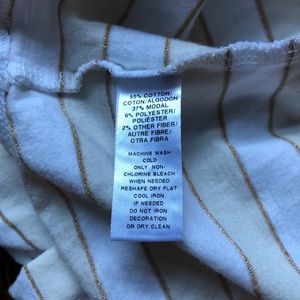 55% COTTON/
COTON/ALGODON
37% MODAL
6% POLYESTER/
POLIÉSTER
2% OTHER FIBER/
AUTRE FIBRE/
OTRA FIBRA
MACHINE WASH
COLD
ONLY NON-
CHLORINE BLEACH
WHEN NEEDED
RESHAPE DRY FLAT
COOL IRON
IF NEEDED
DO NOT IRON
DECORATION
OR DRY CLEAN